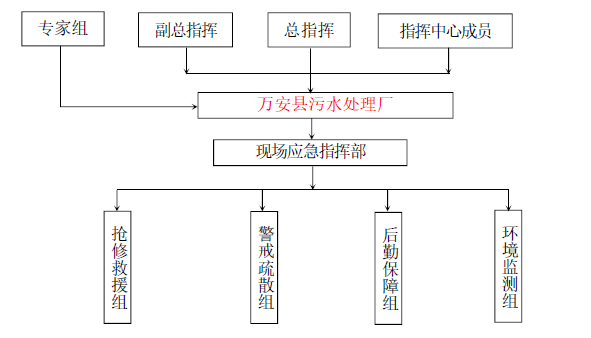 专家组
副总指挥
总指挥
指挥中心成员
万安县污水处理厂
现场应急指挥部
抢修救援组
警戒疏散组
后勤保障组
环境监测组